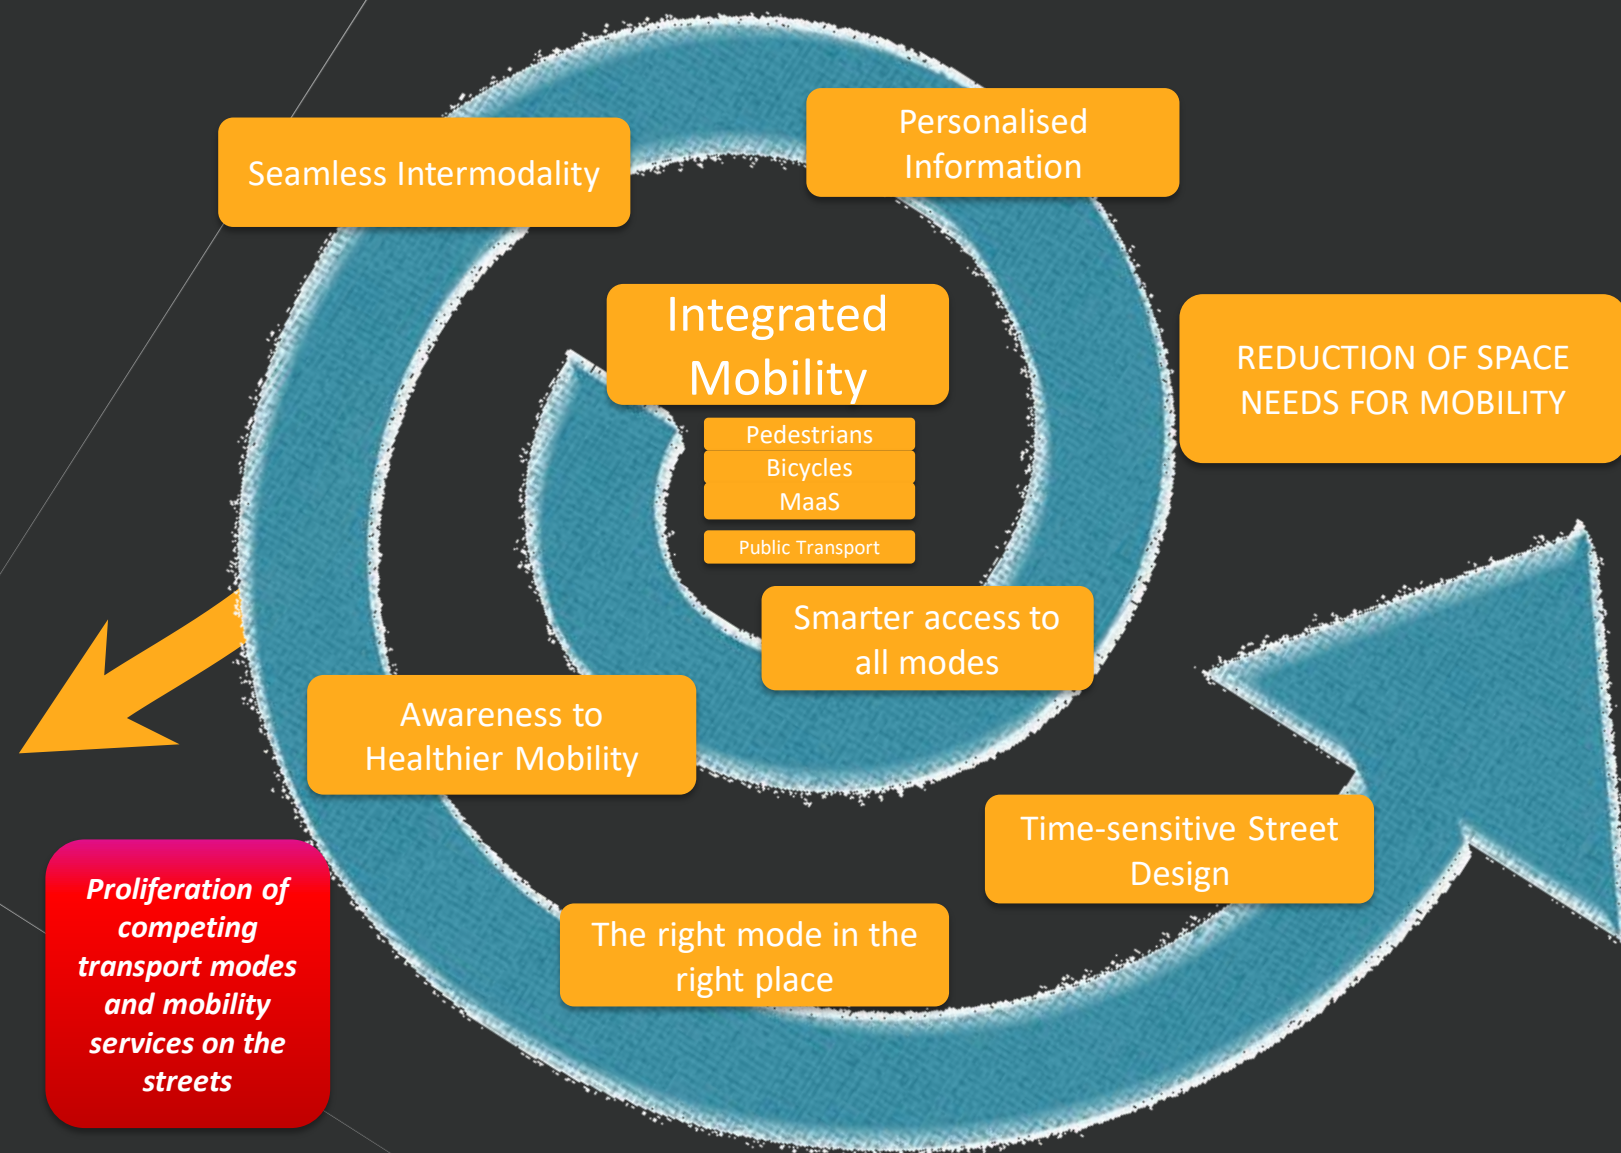 Personalised
Information
Seamless Intermodality
Integrated
Mobility
Pedestrians
Bicycles
MaaS
Public Transport
REDUCTION OF SPACE
NEEDS FOR MOBILITY
Smarter access to
all modes
Awareness to
Healthier Mobility
Time-sensitive Street
Design
The right mode in the
right place
Proliferation of
competing
transport modes
and mobility
services on the
streets